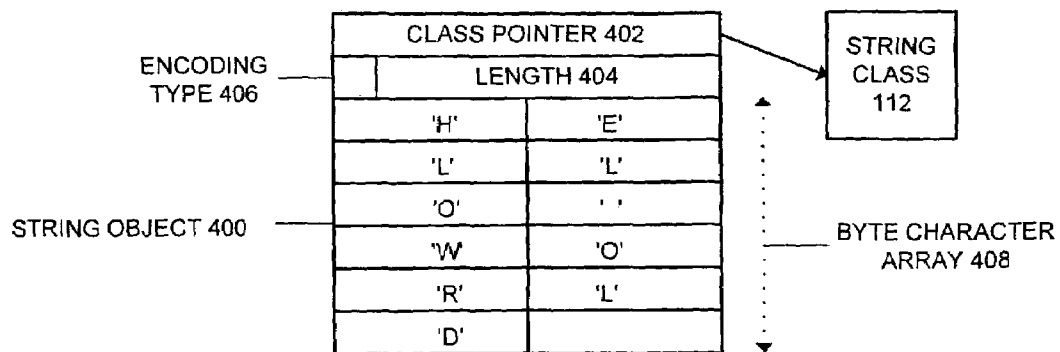 CLASS POINTER 402
STRING
CLASS
112
ENCODING
TYPE 406
LENGTH 404
'H' 'E'
'L' 'L'
'O' ' '
STRING OBJECT 400
'W' 'O'
BYTE CHARACTER
ARRAY 408
'R' 'L'
'D'